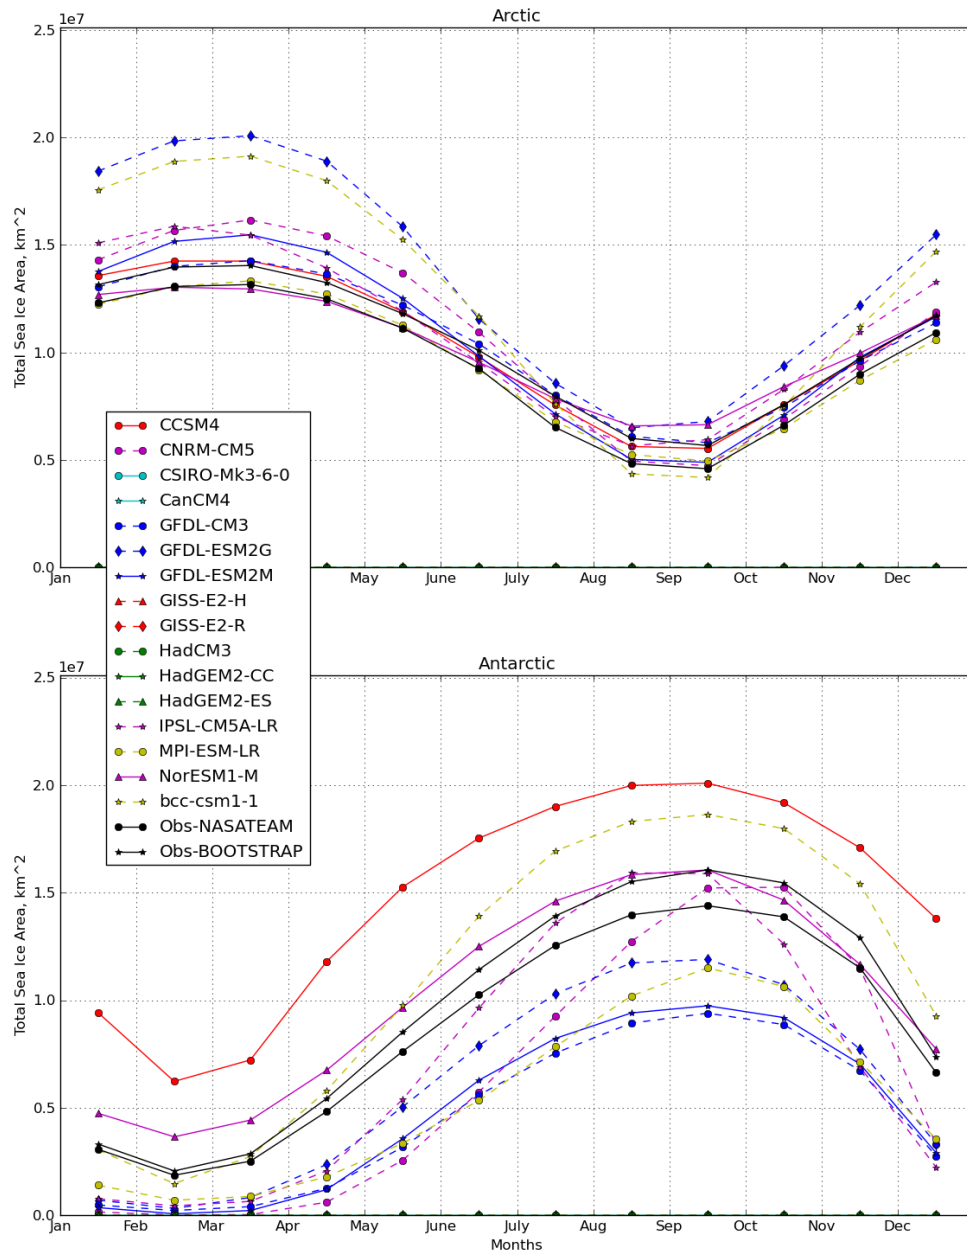 Arctic
1e7
2.5
2.0
1.5
1.0
0.5
0.0
Total Sea Ice Area, km^2
Jan
May
June
July
Aug
Sep
Oct
Nov
Dec
CCSM4
CNRM-CM5
CSIRO-Mk3-6-0
CanCM4
GFDL-CM3
GFDL-ESM2G
GFDL-ESM2M
GISS-E2-H
GISS-E2-R
HadCM3
HadGEM2-CC
HadGEM2-ES
IPSL-CM5A-LR
MPI-ESM-LR
NorESM1-M
bcc-csm1-1
Obs-NASATEAM
Obs-BOOTSTRAP
Antarctic
1e7
2.5
2.0
1.5
1.0
0.5
0.0
Total Sea Ice Area, km^2
Jan
Feb
Mar
Apr
May
June
July
Aug
Sep
Oct
Nov
Dec
Months